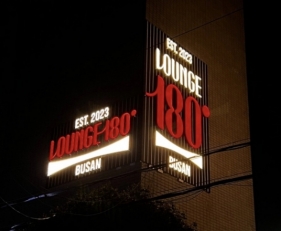 EST. 2023
LOUNGE 180°
BUSAN
EST. 2023
LOUNGE
180°
BUSAN